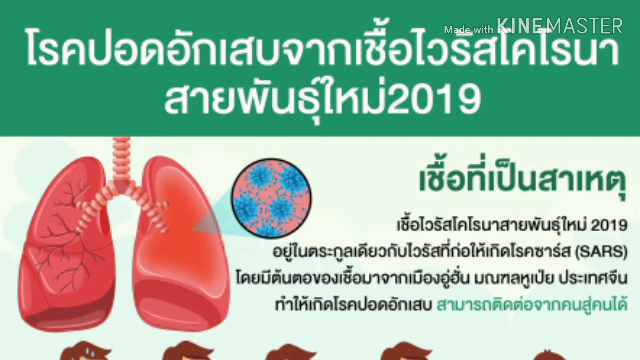 Made with KINEMASTER
โรคปอดอักเสบจากเชื้อไวรัสโคโรนา
สายพันธุ์ใหม่2019
เชื้อที่เป็นสาเหตุ
เชื้อไวรัสโคโรนาสายพันธุ์ใหม่ 2019
อยู่ในตระกูลเดียวกับไวรัสที่ก่อให้เกิดโรคซาร์ส (SARS)
โดยมีต้นตอของเชื้อมาจากเมืองอู่ฮั่น มณฑลหูเป่ย ประเทศจีน
ทำให้เกิดโรคปอดอักเสบ สามารถติดต่อจากคนสู่คนได้